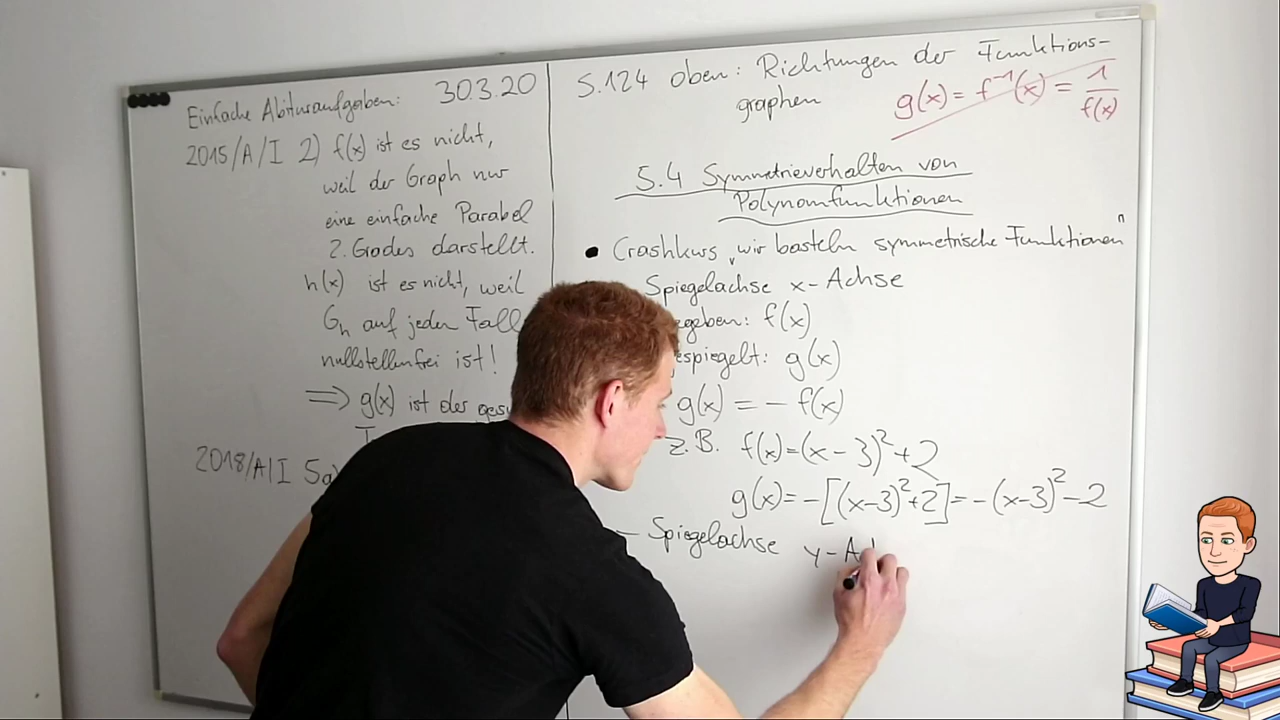 Einfache Abituraufgaben: 30.3.20
2015/A/I 2) f(x) ist es nicht,
weil der Graph nur
eine einfache Parabel
2. Grades darstellt.
h(x) ist es nicht, weil
G_h auf jeden Fall
nullstellenfrei ist!
⟹ g(x) ist der
2018/A/I 5a)
S.124 oben: Richtungen der Funktions-
graphen
g(x) = f⁻¹(x) = 1/f(x)
5.4 Symmetrieverhalten von
Polynomfunktionen
• Crashkurs "wir basteln symmetrische Funktionen"
Spiegelachse x-Achse
f(x)
g(x)
g(x) = - f(x)
z.B. f(x)=(x-3)²+2
g(x)=-[(x-3)²+2]=-(x-3)²-2
- Spiegelachse y-A